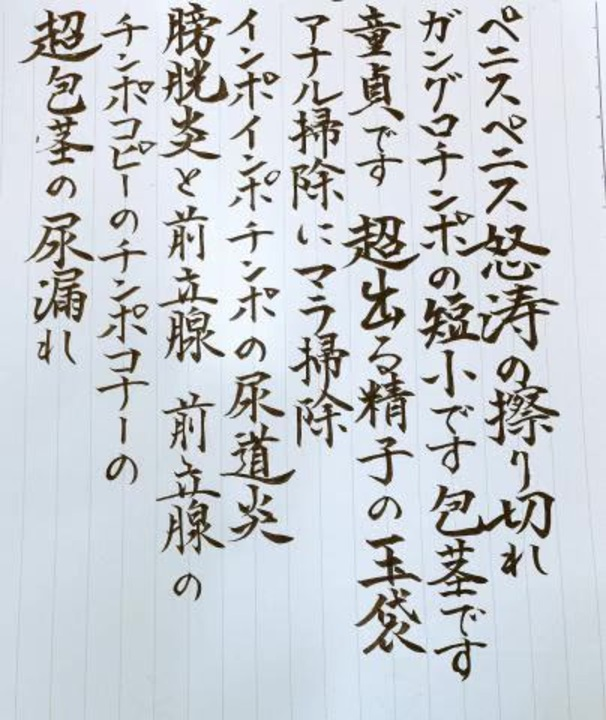 ペニスペニス怒涛の擦り切れ
ガングロチンポの短小です包茎です
童貞です 超出る精子の玉袋
アナル掃除にマラ掃除
インポインポチンポの尿道炎
膀胱炎と前立腺 前立腺の
チンポコピーのチンポコナーの
超包茎の尿漏れ